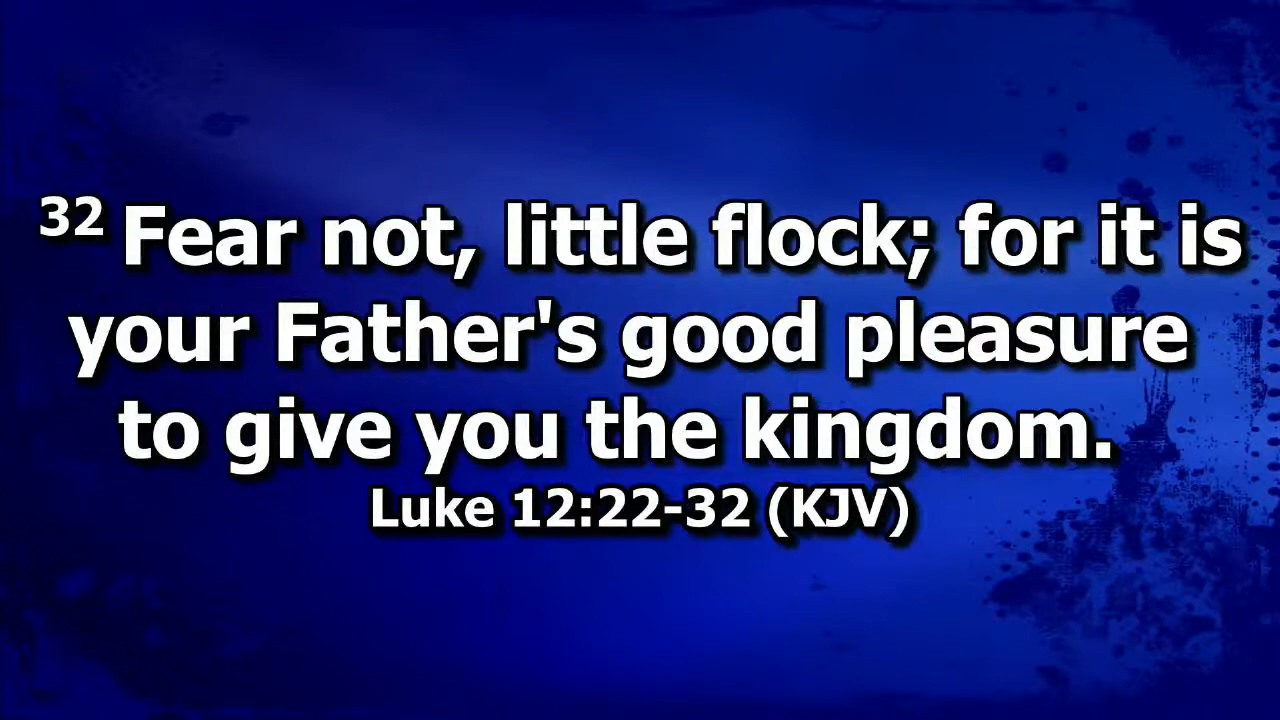 32 Fear not, little flock; for it is
your Father's good pleasure
to give you the kingdom.
Luke 12:22-32 (KJV)